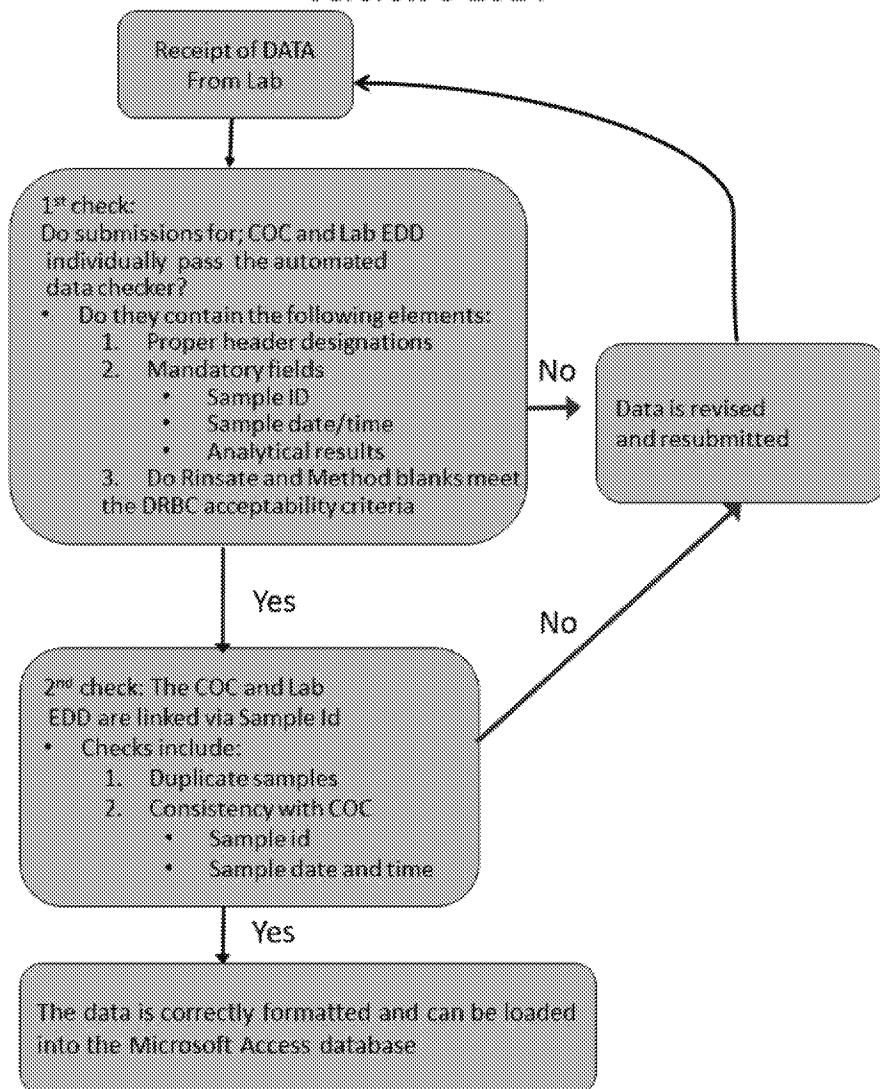 Receipt of DATA
From Lab
1st check:
Do submissions for; COC and Lab EDD
individually pass the automated
data checker?
• Do they contain the following elements:
1. Proper header designations
2. Mandatory fields
• Sample ID
• Sample date/time
• Analytical results
3. Do Rinsate and Method blanks meet
the DRBC acceptability criteria
No
Data is revised
and resubmitted
Yes
No
2nd check: The COC and Lab
EDD are linked via Sample Id
• Checks include:
1. Duplicate samples
2. Consistency with COC
• Sample id
• Sample date and time
Yes
The data is correctly formatted and can be loaded
into the Microsoft Access database